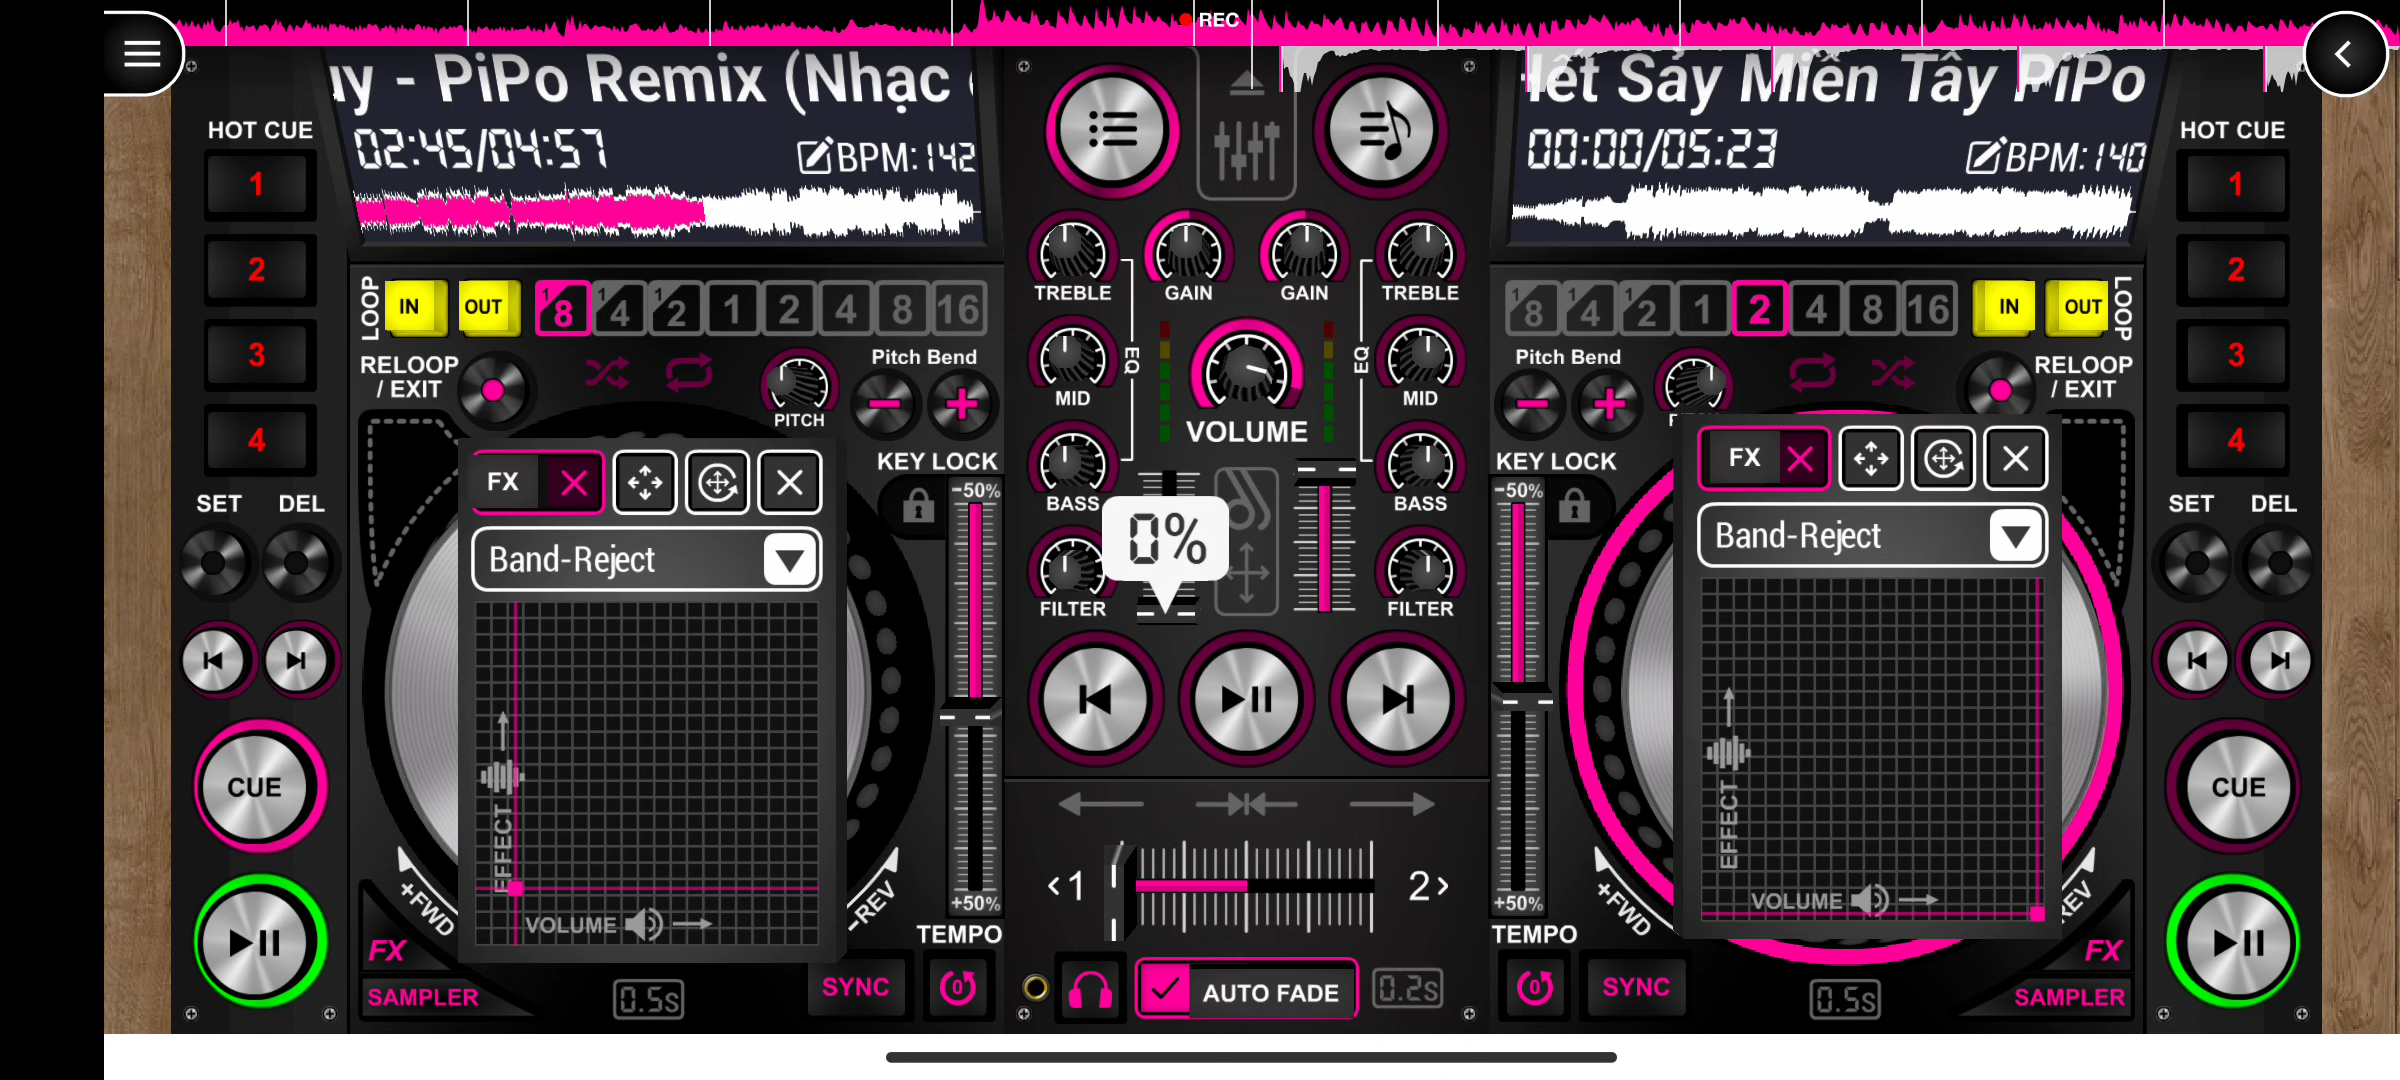 REC
ay - PiPo Remix (Nhạc
02:45/04:57
BPM:142
Hết Sảy Miền Tây PiPo
00:00/05:23
BPM:140
HOT CUE
1
2
3
4
SET
DEL
CUE
LOOP
IN
OUT
1/8
1/4
1/2
1
2
4
8
16
RELOOP
/ EXIT
PITCH
Pitch Bend
KEY LOCK
-50%
+50%
TEMPO
FX
Band-Reject
EFFECT
VOLUME
+FWD
-REV
FX
SAMPLER
0.5s
SYNC
0
TREBLE
GAIN
GAIN
TREBLE
MID
EQ
EQ
MID
VOLUME
BASS
BASS
0%
FILTER
FILTER
<1
2>
AUTO FADE
0.2s
1/8
1/4
1/2
1
2
4
8
16
IN
OUT
LOOP
Pitch Bend
RELOOP
/ EXIT
KEY LOCK
-50%
+50%
TEMPO
FX
Band-Reject
EFFECT
VOLUME
+FWD
REV
FX
SAMPLER
0
SYNC
0.5s
HOT CUE
1
2
3
4
SET
DEL
CUE